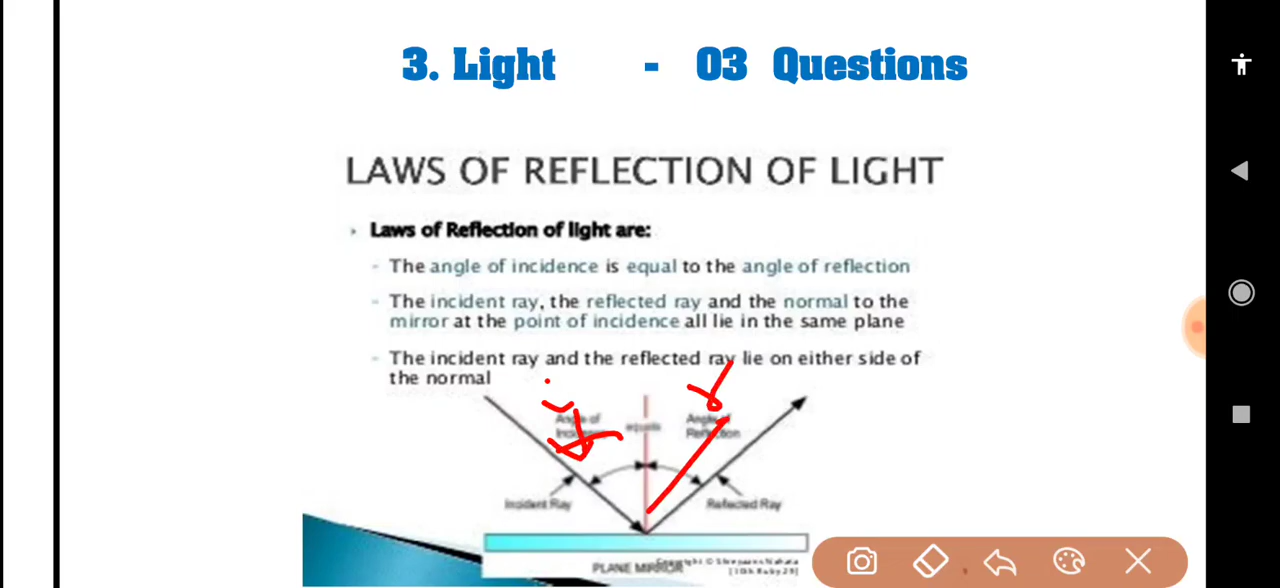 3. Light - 03 Questions
LAWS OF REFLECTION OF LIGHT
Laws of Reflection of light are:
- The angle of incidence is equal to the angle of reflection
- The incident ray, the reflected ray and the normal to the
mirror at the point of incidence all lie in the same plane
- The incident ray and the reflected ray lie on either side of
the normal
Angle of
equals
Angle of
Reflection
Incident Ray
Reflected Ray
PLANE MIRROR